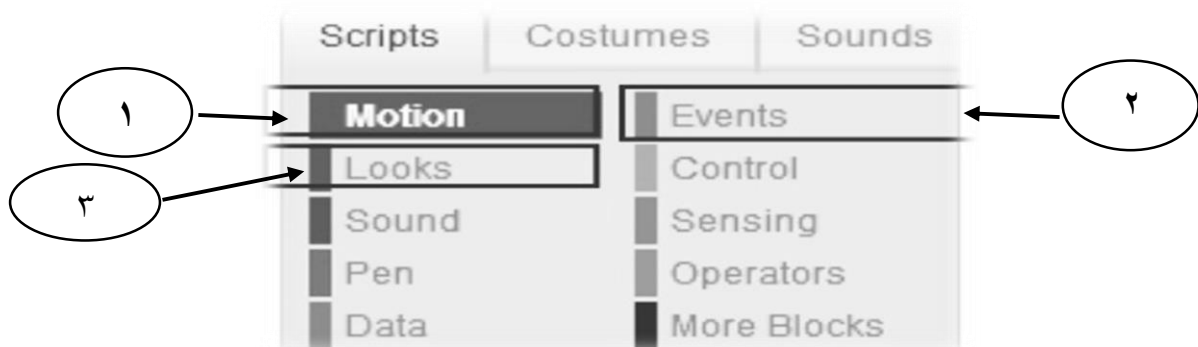 Scripts Costumes Sounds
١ Motion Events ٢
٣ Looks Control
Sound Sensing
Pen Operators
Data More Blocks